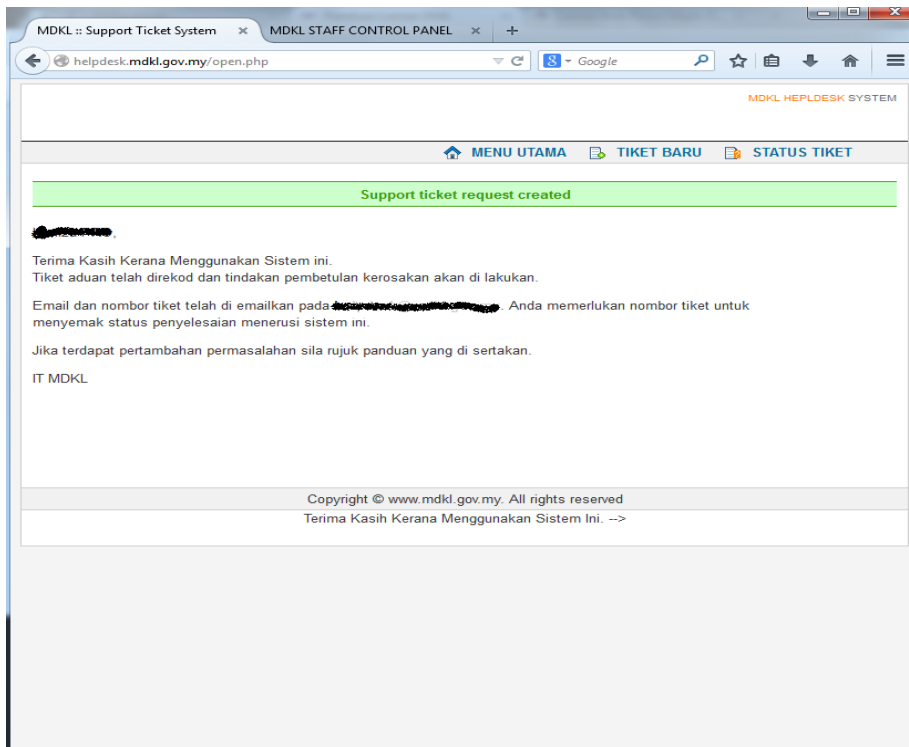 MDKL :: Support Ticket System
MDKL STAFF CONTROL PANEL
helpdesk.mdkl.gov.my/open.php
Google
MDKL HEPLDESK SYSTEM
MENU UTAMA TIKET BARU STATUS TIKET
Support ticket request created
Terima Kasih Kerana Menggunakan Sistem ini.
Tiket aduan telah direkod dan tindakan pembetulan kerosakan akan di lakukan.
Email dan nombor tiket telah di emailkan pada . Anda memerlukan nombor tiket untuk
menyemak status penyelesaian menerusi sistem ini.
Jika terdapat pertambahan permasalahan sila rujuk panduan yang di sertakan.
IT MDKL
Copyright © www.mdkl.gov.my. All rights reserved
Terima Kasih Kerana Menggunakan Sistem Ini. -->